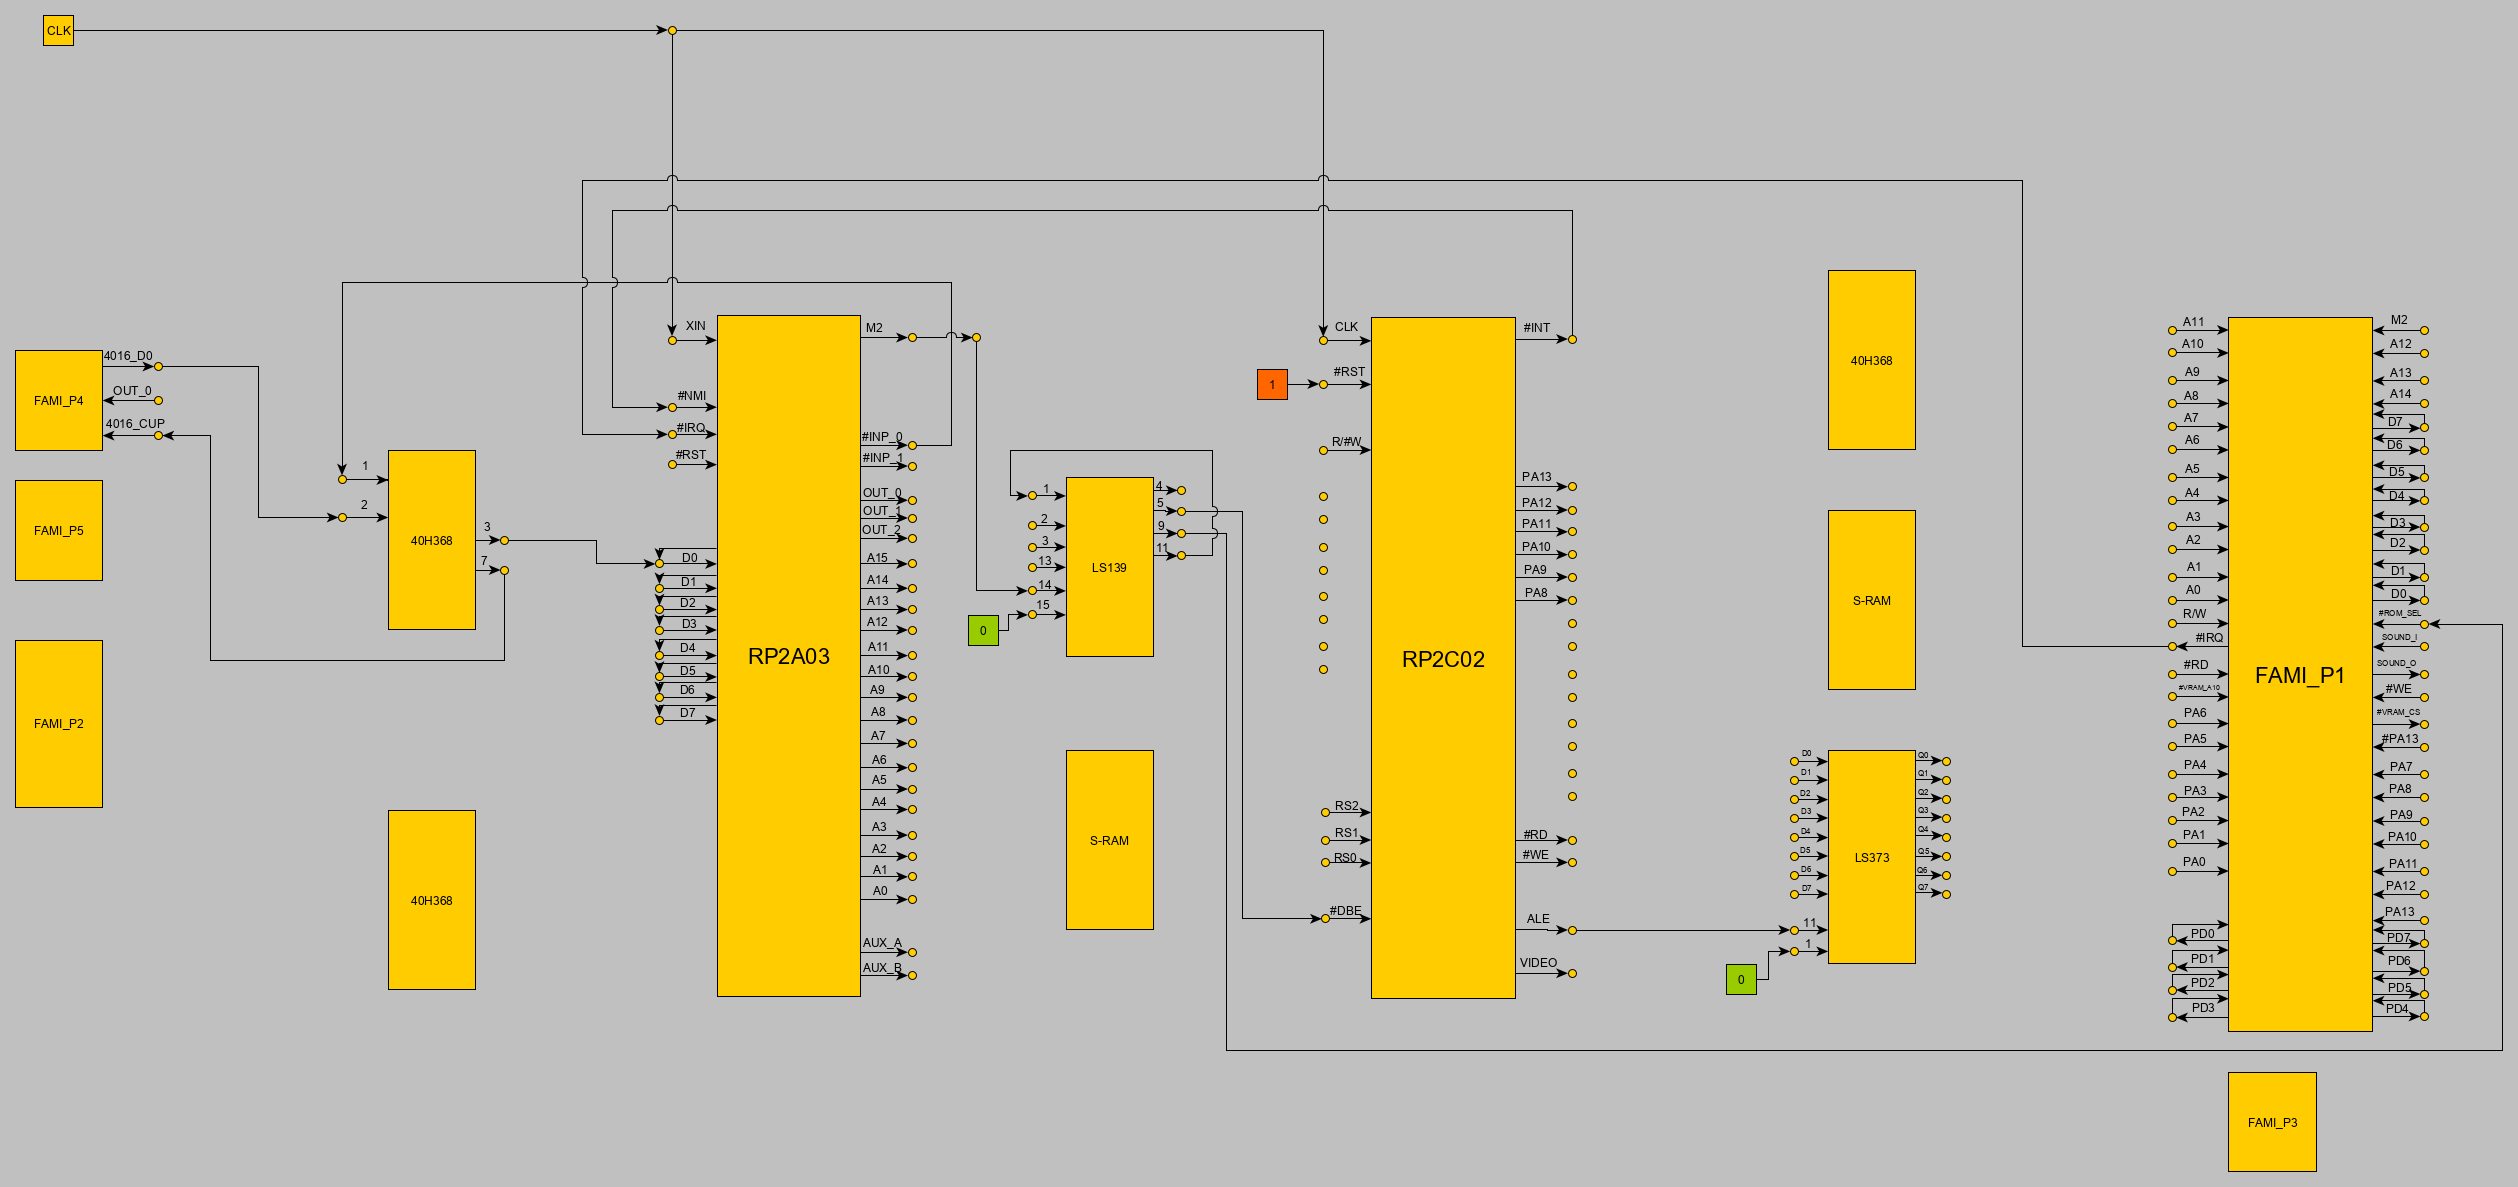 CLK
FAMI_P4
4016_D0
OUT_0
4016_CUP
FAMI_P5
FAMI_P2
40H368
1
2
3
7
40H368
RP2A03
XIN
#NMI
#IRQ
#RST
D0
D1
D2
D3
D4
D5
D6
D7
M2
#INP_0
#INP_1
OUT_0
OUT_1
OUT_2
A15
A14
A13
A12
A11
A10
A9
A8
A7
A6
A5
A4
A3
A2
A1
A0
AUX_A
AUX_B
LS139
1
2
3
13
14
15
4
5
9
11
0
S-RAM
RP2C02
CLK
1
#RST
R/#W
RS2
RS1
RS0
#DBE
#INT
PA13
PA12
PA11
PA10
PA9
PA8
#RD
#WE
ALE
VIDEO
40H368
S-RAM
LS373
D0
D1
D2
D3
D4
D5
D6
D7
11
1
0
Q0
Q1
Q2
Q3
Q4
Q5
Q6
Q7
FAMI_P1
A11
A10
A9
A8
A7
A6
A5
A4
A3
A2
A1
A0
R/W
#IRQ
#RD
#VRAM_A10
PA6
PA5
PA4
PA3
PA2
PA1
PA0
PD0
PD1
PD2
PD3
M2
A12
A13
A14
D7
D6
D5
D4
D3
D2
D1
D0
#ROM_SEL
SOUND_I
SOUND_O
#WE
#VRAM_CS
#PA13
PA7
PA8
PA9
PA10
PA11
PA12
PA13
PD7
PD6
PD5
PD4
FAMI_P3